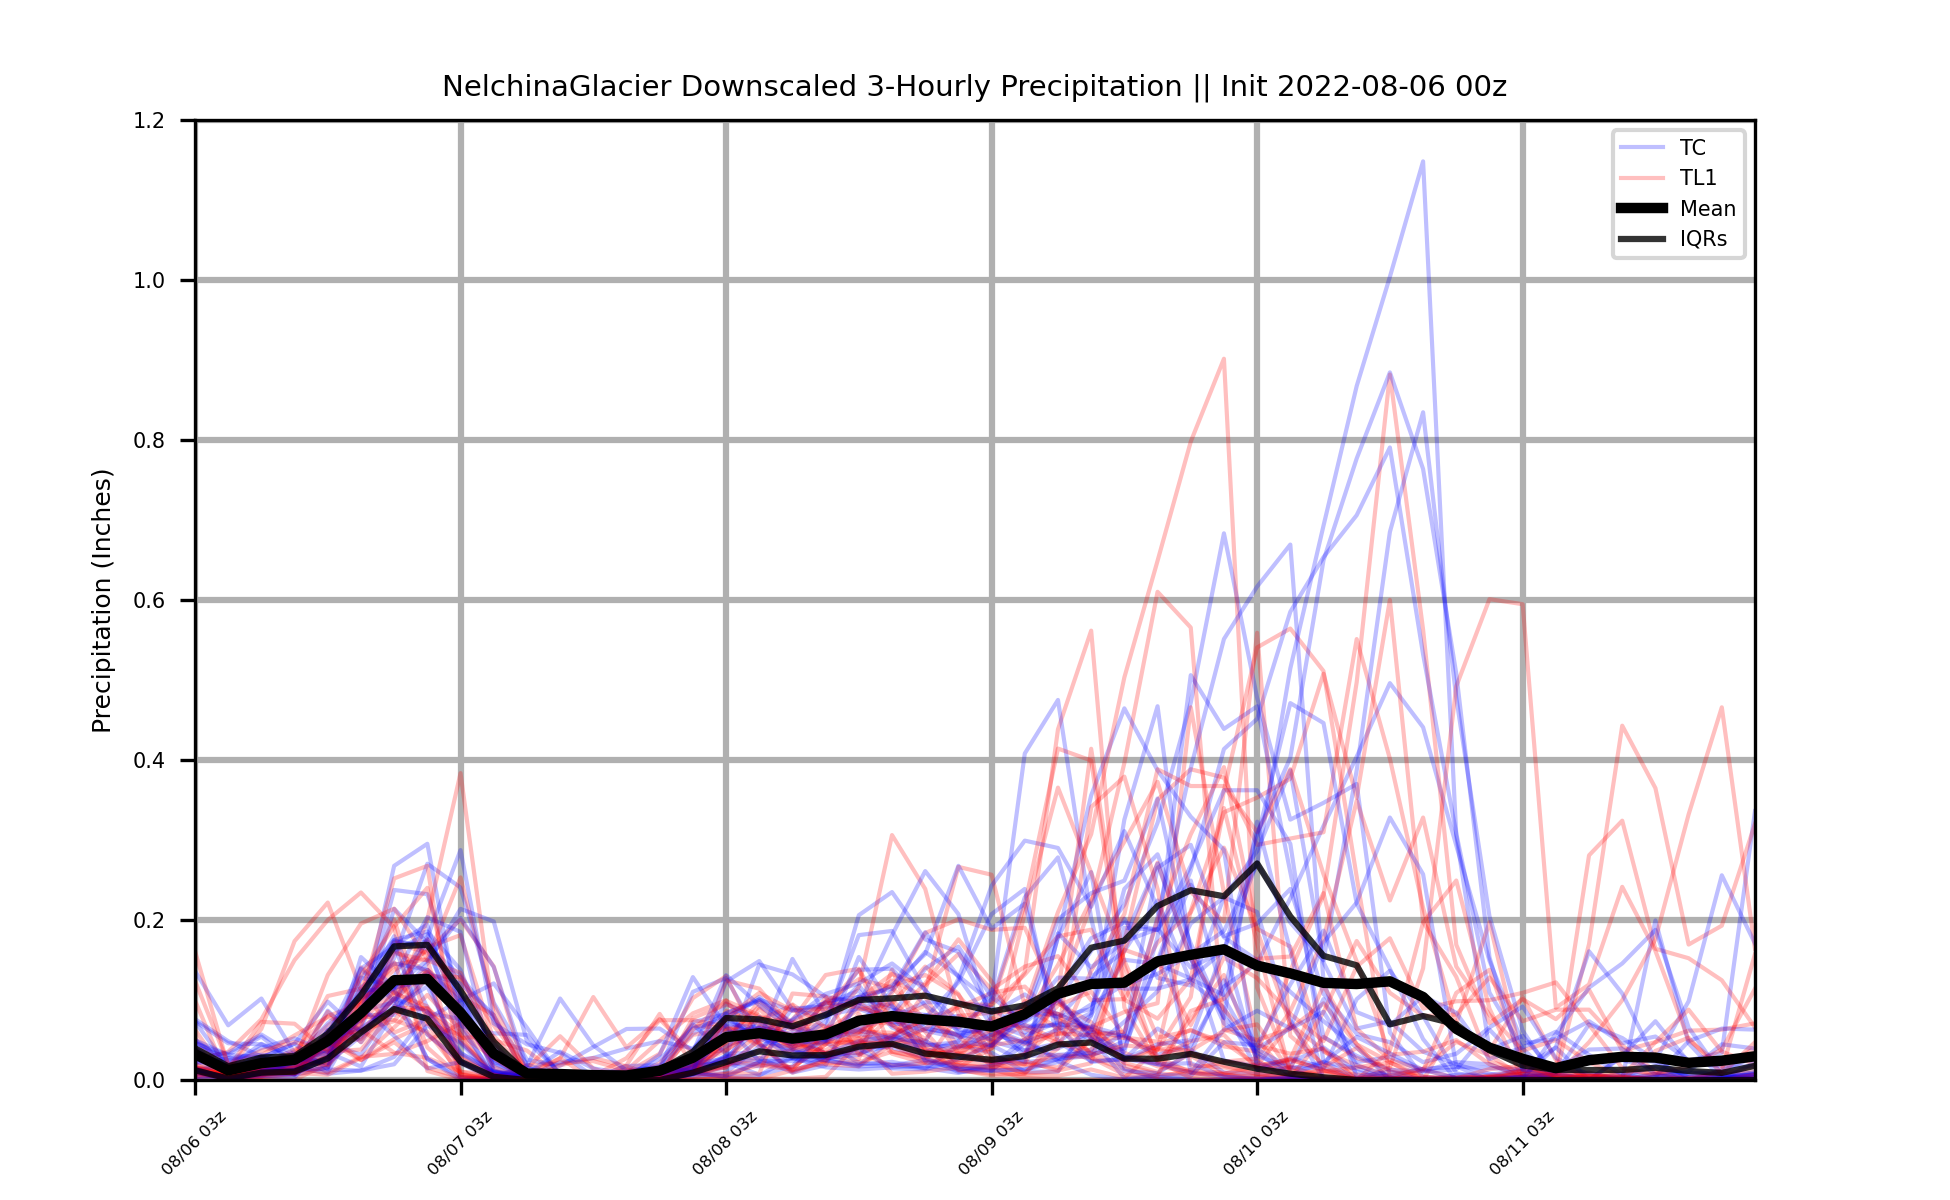 NelchinaGlacier Downscaled 3-Hourly Precipitation || Init 2022-08-06 00z
1.2
1.0
0.8
0.6
0.4
0.2
0.0
Precipitation (Inches)
TC
TL1
Mean
IQRs
08/06 03z
08/07 03z
08/08 03z
08/09 03z
08/10 03z
08/11 03z